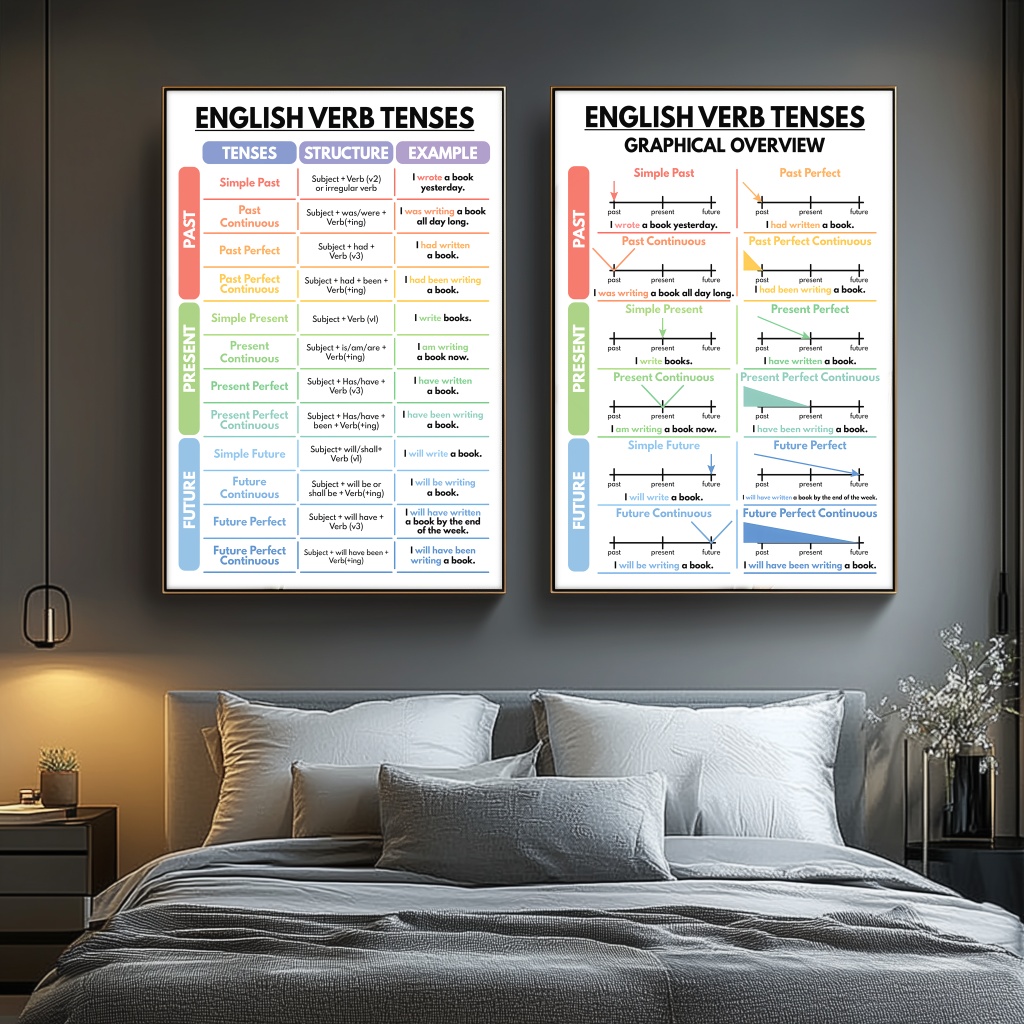 ENGLISH VERB TENSES
TENSES STRUCTURE EXAMPLE
PAST
Simple Past
Subject + Verb (v2)
or irregular verb
I wrote a book
yesterday.
Past
Continuous
Subject + was/were +
Verb(+ing)
I was writing a book
all day long.
Past Perfect
Subject + had +
Verb (v3)
I had written
a book.
Past Perfect
Continuous
Subject + had + been +
Verb(+ing)
I had been writing
a book.
PRESENT
Simple Present
Subject + Verb (v1)
I write books.
Present
Continuous
Subject + is/am/are +
Verb(+ing)
I am writing
a book now.
Present Perfect
Subject + Has/have +
Verb (v3)
I have written
a book.
Present Perfect
Continuous
Subject + Has/have +
been + Verb(+ing)
I have been writing
a book.
FUTURE
Simple Future
Subject+ will/shall+
Verb (v1)
I will write a book.
Future
Continuous
Subject + will be or
shall be + Verb(+ing)
I will be writing
a book.
Future Perfect
Subject + will have +
Verb (v3)
I will have written
a book by the end
of the week.
Future Perfect
Continuous
Subject + will have been +
Verb(+ing)
I will have been
writing a book.
ENGLISH VERB TENSES
GRAPHICAL OVERVIEW
PAST
Simple Past
past present future
I wrote a book yesterday.
Past Perfect
past present future
I had written a book.
Past Continuous
past present future
I was writing a book all day long.
Past Perfect Continuous
past present future
I had been writing a book.
PRESENT
Simple Present
past present future
I write books.
Present Perfect
past present future
I have written a book.
Present Continuous
past present future
I am writing a book now.
Present Perfect Continuous
past present future
I have been writing a book.
FUTURE
Simple Future
past present future
I will write a book.
Future Perfect
past present future
I will have written a book by the end of the week.
Future Continuous
past present future
I will be writing a book.
Future Perfect Continuous
past present future
I will have been writing a book.